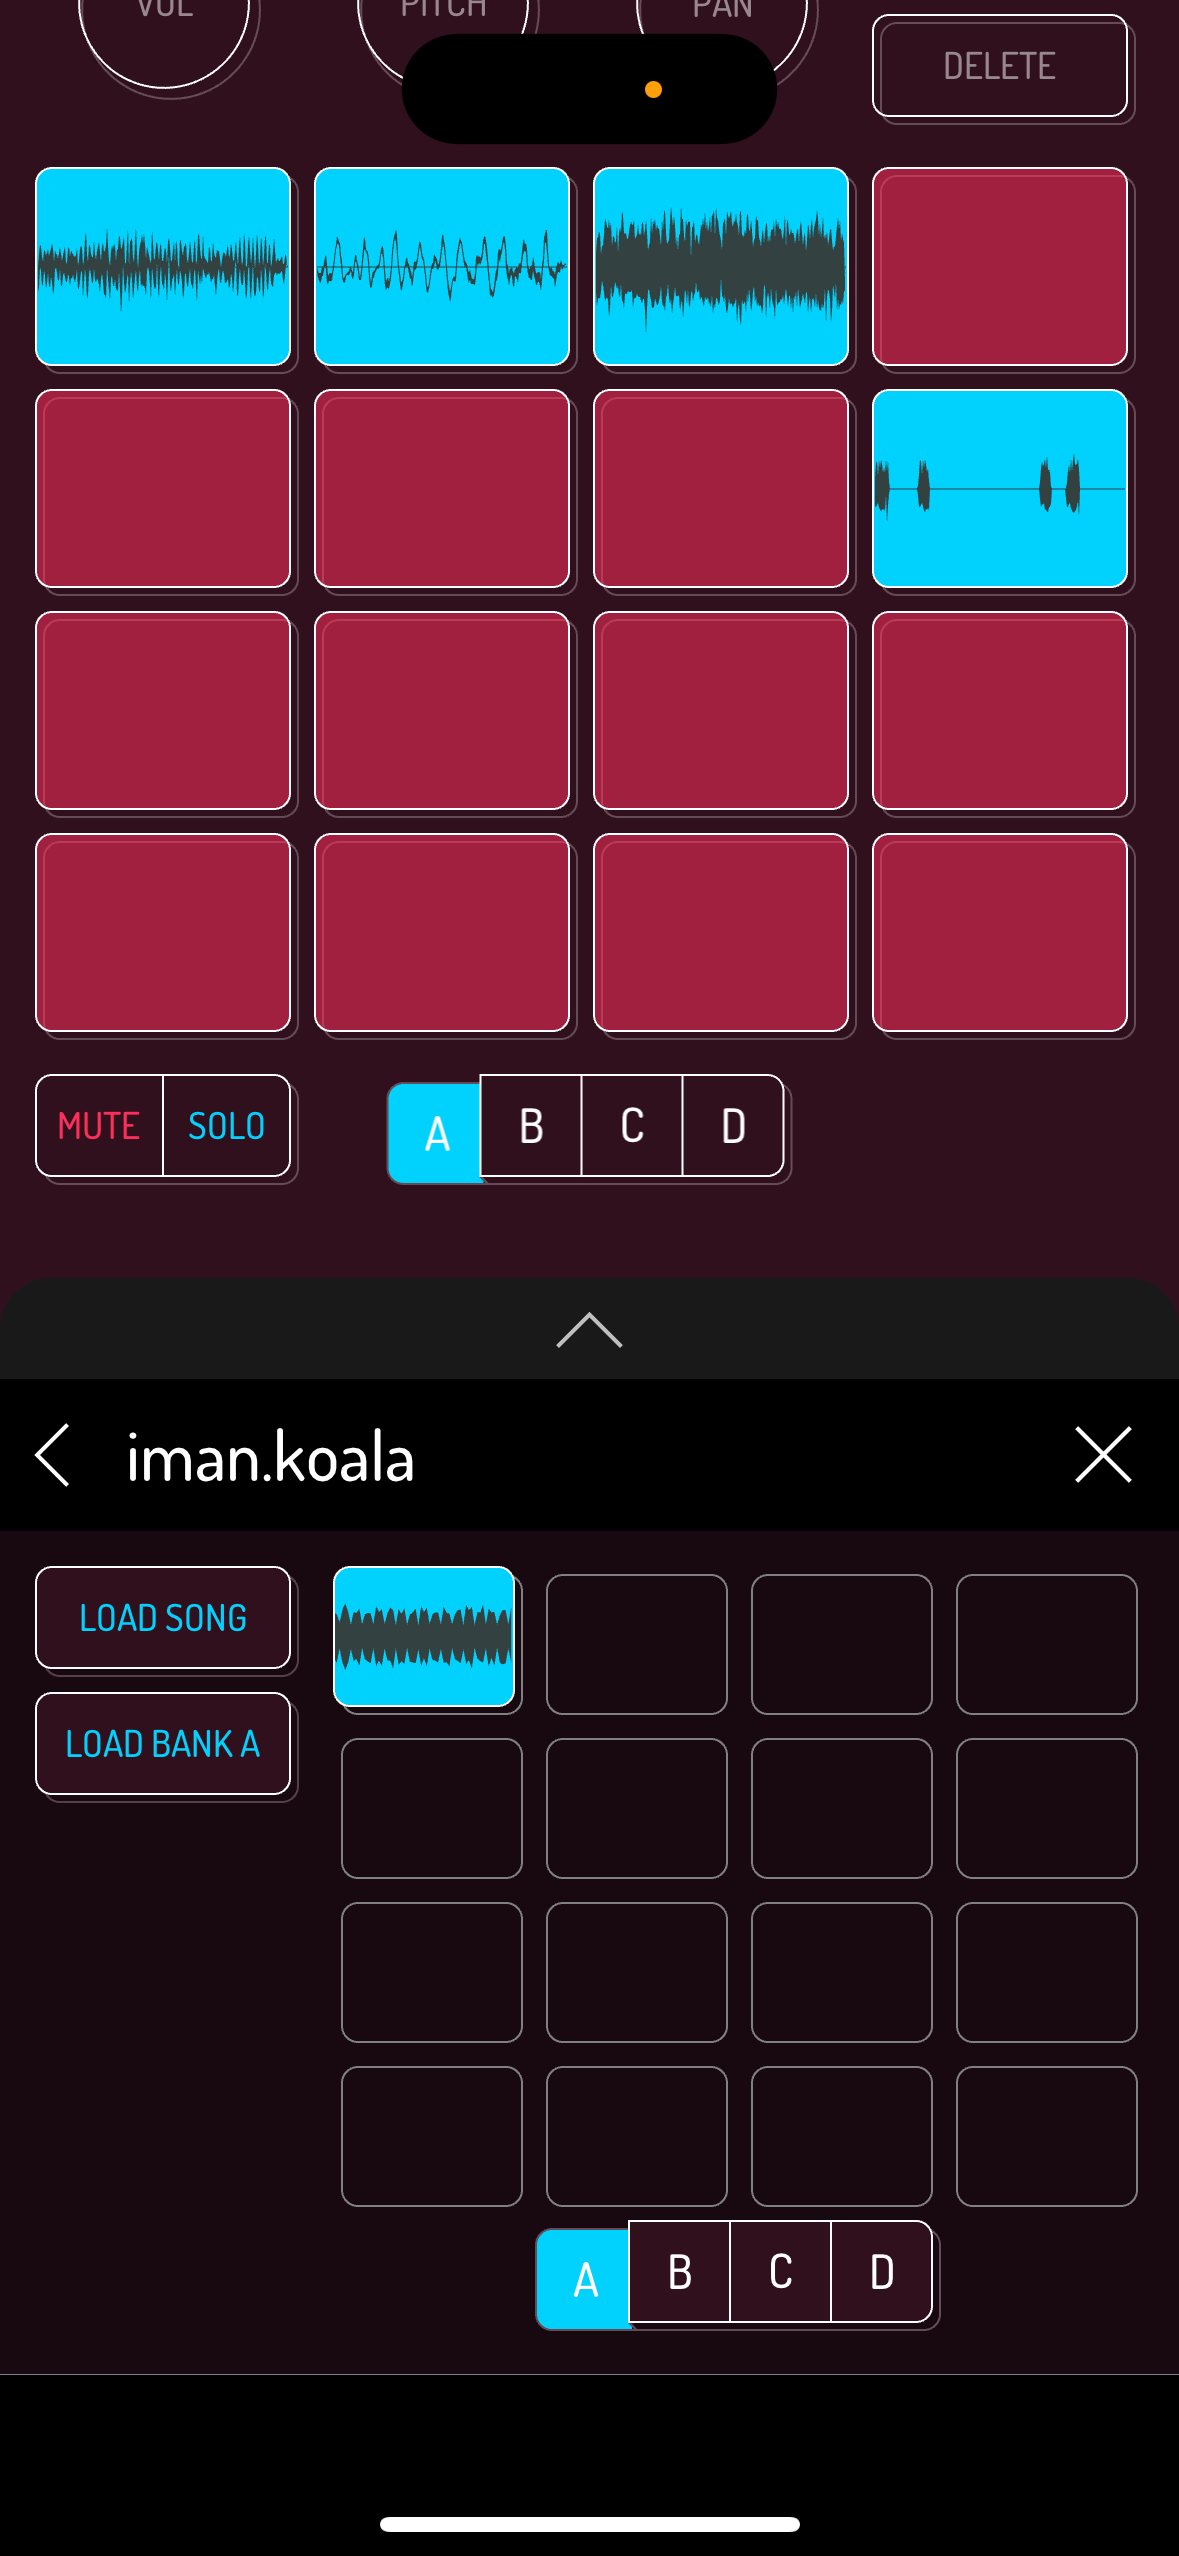 VOL PITCH PAN
DELETE
MUTE SOLO A B C D
iman.koala
LOAD SONG
LOAD BANK A
A B C D